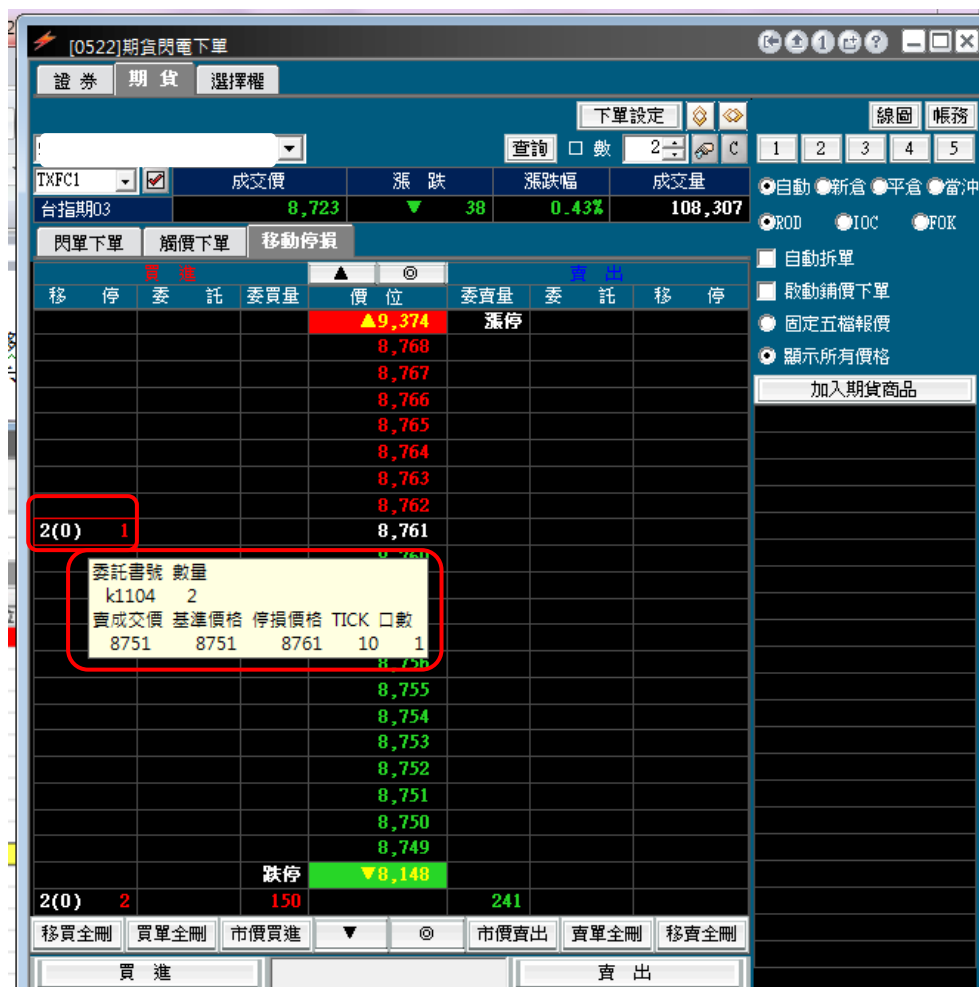 [0522]期貨閃電下單
證券 期貨 選擇權
下單設定 線圖 帳務
查詢 口數 2 C 1 2 3 4 5
TXFC1 成交價 漲跌 漲跌幅 成交量
台指期03 8,723 ▼ 38 0.43% 108,307
自動 新倉 平倉 當沖
ROD IOC FOK
閃單下單 觸價下單 移動停損
自動拆單
買進 ▲ ◎ 賣出
移停 委託 委買量 價位 委賣量 委託 移停
啟動鋪價下單
▲9,374 漲停
固定五檔報價
8,768
顯示所有價格
8,767
加入期貨商品
8,766
8,765
8,764
8,763
8,762
2(0) 1 8,761
8,760
委託書號 數量
k1104 2
賣成交價 基準價格 停損價格 TICK 口數
8751 8751 8761 10 1
8,756
8,755
8,754
8,753
8,752
8,751
8,750
8,749
跌停 ▼8,148
2(0) 2 150 241
移買全刪 買單全刪 市價買進 ▼ ◎ 市價賣出 賣單全刪 移賣全刪
買進 賣出